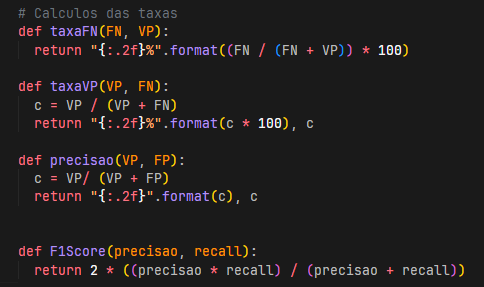 # Calculos das taxas
def taxaFN(FN, VP):
  return "{:.2f}%".format((FN / (FN + VP)) * 100)
def taxaVP(VP, FN):
  c = VP / (VP + FN)
  return "{:.2f}%".format(c * 100), c
def precisao(VP, FP):
  c = VP/ (VP + FP)
  return "{:.2f}".format(c), c
def F1Score(precisao, recall):
  return 2 * ((precisao * recall) / (precisao + recall))